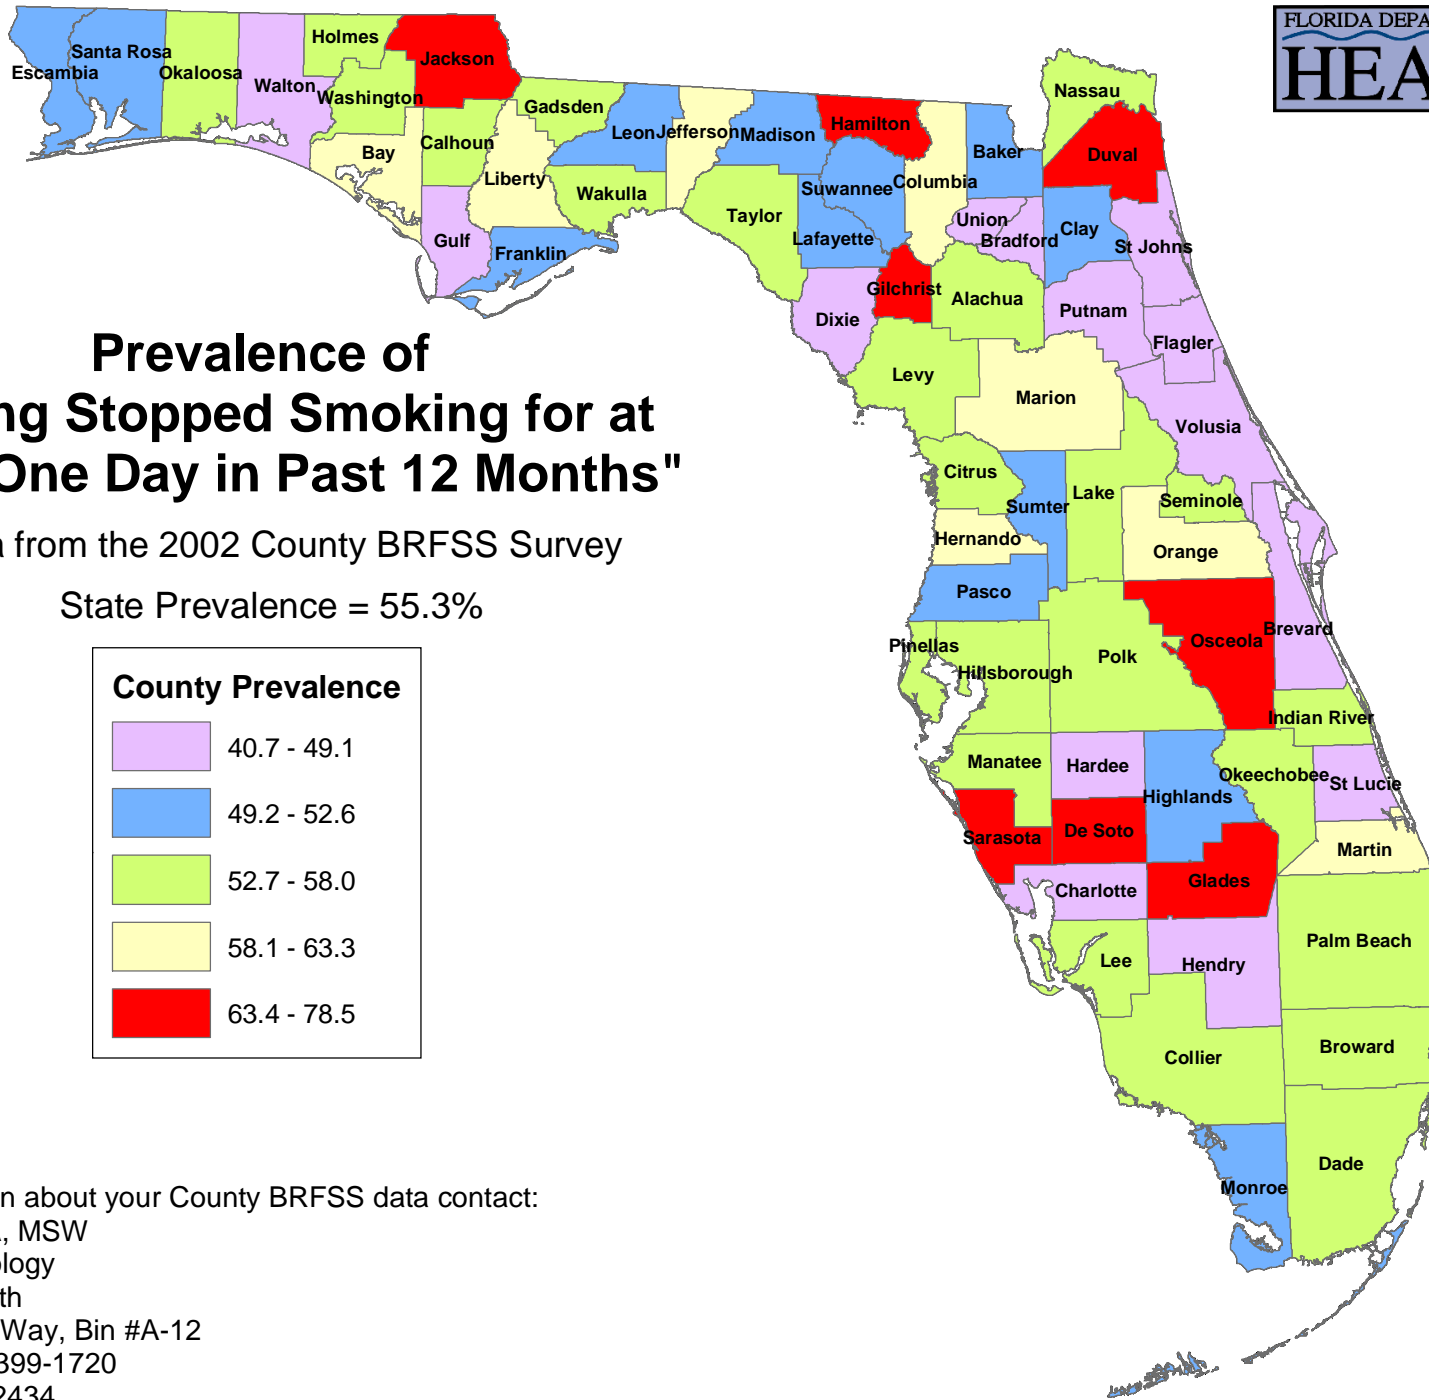 FLORIDA DEPA
HEA
Holmes
Jackson
Santa Rosa
Escambia
Okaloosa
Walton
Washington
Nassau
Gadsden
Leon
Jefferson
Madison
Hamilton
Bay
Calhoun
Baker
Duval
Liberty
Wakulla
Suwannee
Columbia
Taylor
Union
Bradford
Clay
St Johns
Gulf
Franklin
Lafayette
Gilchrist
Alachua
Dixie
Putnam
Flagler
Prevalence of
ng Stopped Smoking for at
One Day in Past 12 Months"
from the 2002 County BRFSS Survey
State Prevalence = 55.3%
Levy
Marion
Volusia
Citrus
Sumter
Lake
Seminole
Hernando
Orange
Pasco
Brevard
Osceola
Pinellas
Hillsborough
Polk
Indian River
Manatee
Hardee
Highlands
Okeechobee
St Lucie
Sarasota
De Soto
Martin
Charlotte
Glades
Palm Beach
Lee
Hendry
Collier
Broward
Dade
Monroe
County Prevalence
40.7 - 49.1
49.2 - 52.6
52.7 - 58.0
58.1 - 63.3
63.4 - 78.5
n about your County BRFSS data contact:
, MSW
ology
th
Way, Bin #A-12
399-1720
2434